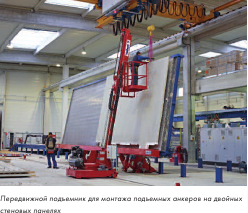 Передвижной подъемник для монтажа подъемных анкеров на двойных
стеновых панелях